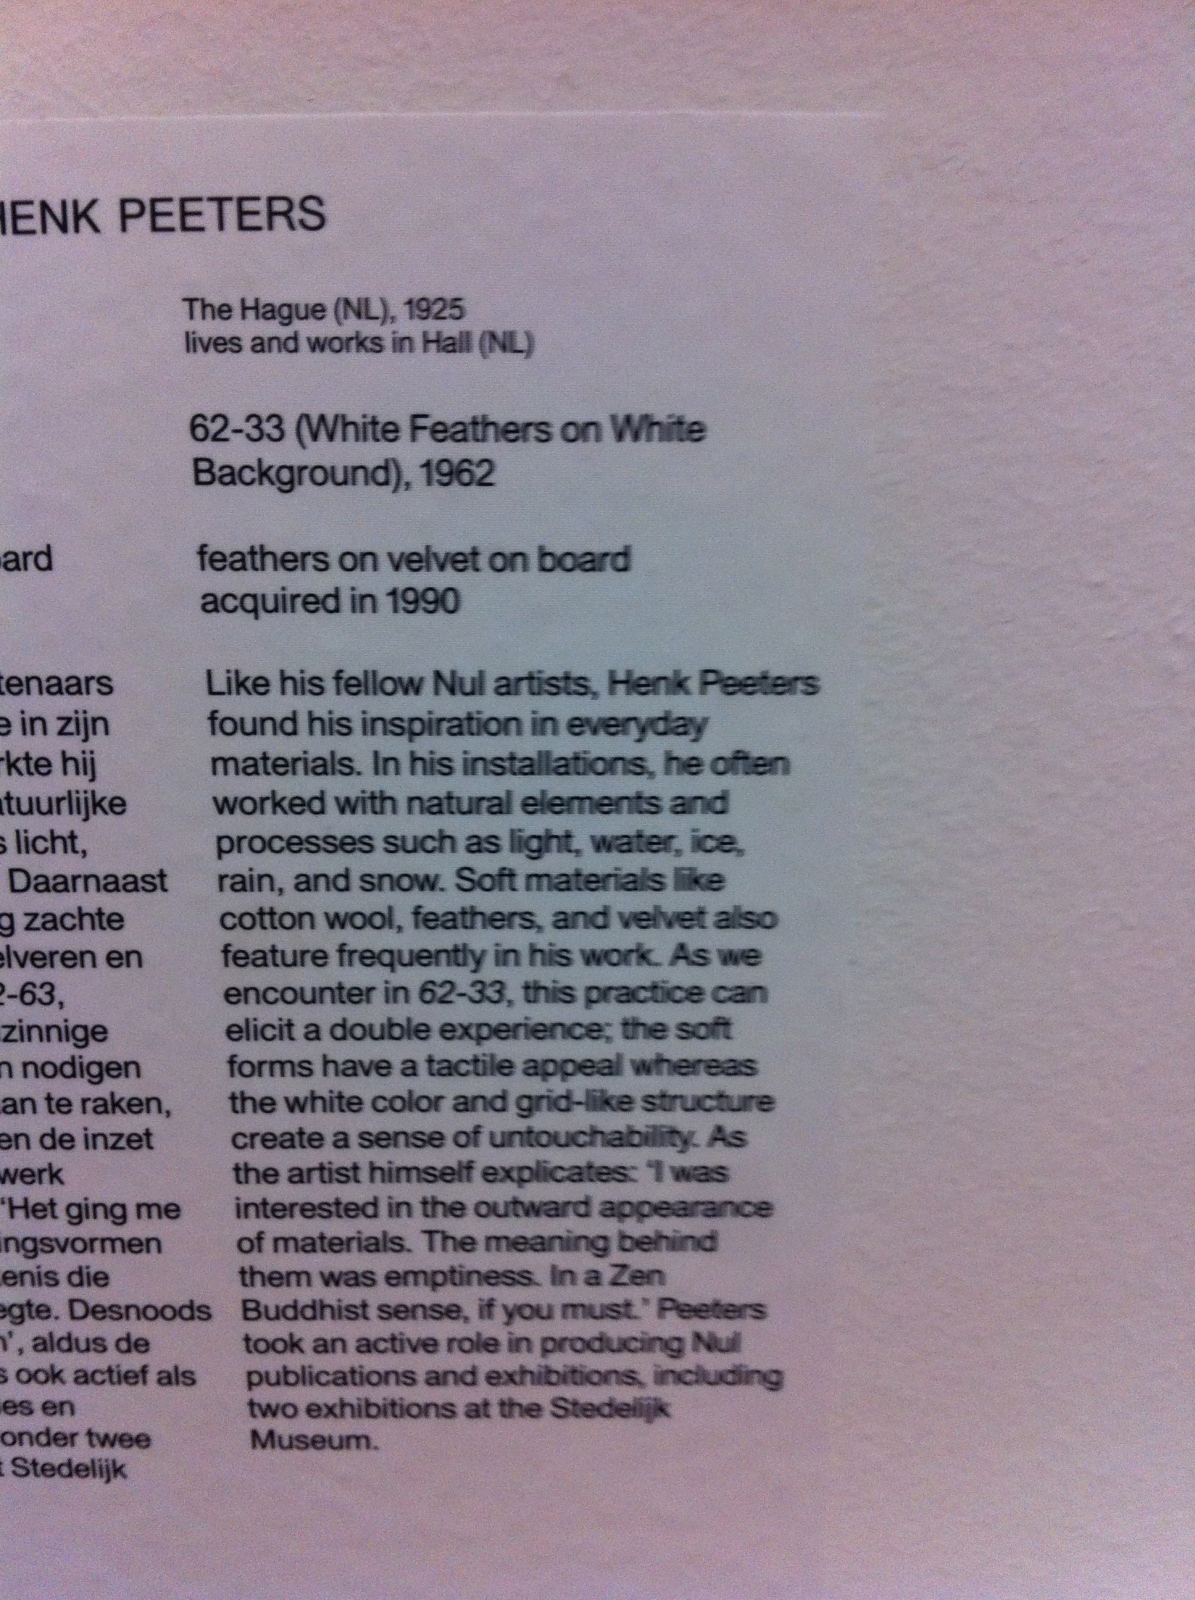 HENK PEETERS
The Hague (NL), 1925
lives and works in Hall (NL)
62-33 (White Feathers on White
Background), 1962
feathers on velvet on board
acquired in 1990
Like his fellow Nul artists, Henk Peeters
found his inspiration in everyday
materials. In his installations, he often
worked with natural elements and
processes such as light, water, ice,
rain, and snow. Soft materials like
cotton wool, feathers, and velvet also
feature frequently in his work. As we
encounter in 62-33, this practice can
elicit a double experience; the soft
forms have a tactile appeal whereas
the white color and grid-like structure
create a sense of untouchability. As
the artist himself explicates: 'I was
interested in the outward appearance
of materials. The meaning behind
them was emptiness. In a Zen
Buddhist sense, if you must.' Peeters
took an active role in producing Nul
publications and exhibitions, including
two exhibitions at the Stedelijk
Museum.
ard
tenaars
e in zijn
rkte hij
tuurlijke
s licht,
Daarnaast
g zachte
elveren en
2-63,
zinnige
n nodigen
an te raken,
en de inzet
werk
'Het ging me
ingsvormen
enis die
egte. Desnoods
n', aldus de
s ook actief als
es en
onder twee
t Stedelijk